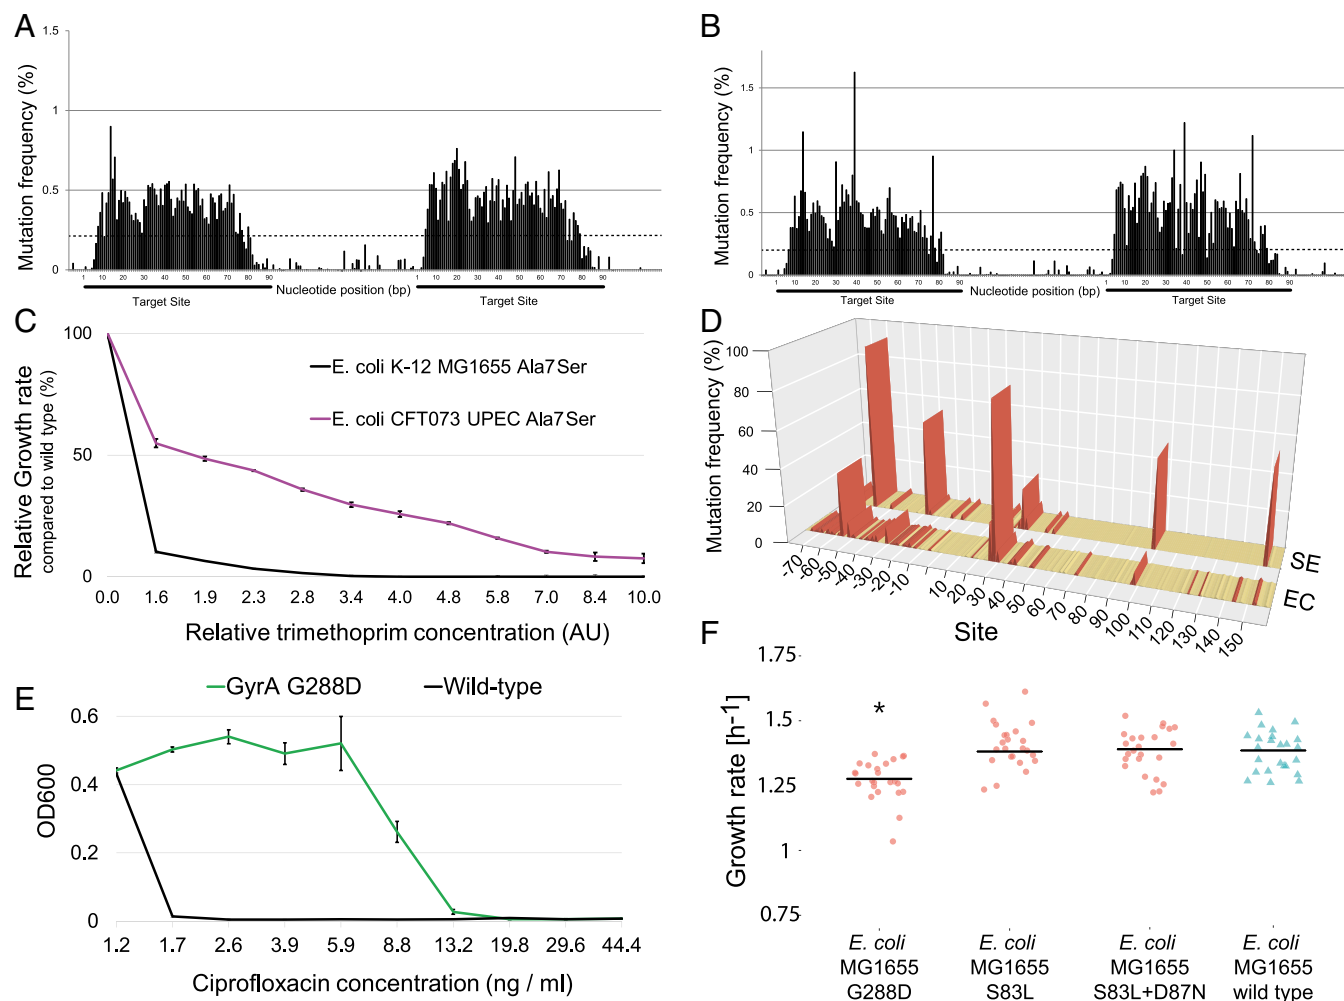 A
Mutation frequency (%)
1.5
1
0.5
0
1 10 20 30 40 50 60 70 80 90
1 10 20 30 40 50 60 70 80 90
Nucleotide position (bp)
Target Site
Target Site
B
Mutation frequency (%)
1.5
1
0.5
0
1 10 20 30 40 50 60 70 80 90
1 10 20 30 40 50 60 70 80 90
Nucleotide position (bp)
Target Site
Target Site
C
Relative Growth rate
compared to wild type (%)
100
50
0
E. coli K-12 MG1655 Ala7Ser
E. coli CFT073 UPEC Ala7Ser
0.0 1.6 1.9 2.3 2.8 3.4 4.0 4.8 5.8 7.0 8.4 10.0
Relative trimethoprim concentration (AU)
D
Mutation frequency (%)
100
80
60
40
20
0
-70 -60 -50 -40 -30 -20 -10 10 20 30 40 50 60 70 80 90 100 110 120 130 140 150
SE
EC
Site
E
GyrA G288D
Wild-type
OD600
0.6
0.4
0.2
0
1.2 1.7 2.6 3.9 5.9 8.8 13.2 19.8 29.6 44.4
Ciprofloxacin concentration (ng / ml)
F
Growth rate [h-1]
1.75
1.5
1.25
1
0.75
*
E. coli
MG1655
G288D
E. coli
MG1655
S83L
E. coli
MG1655
S83L+D87N
E. coli
MG1655
wild type